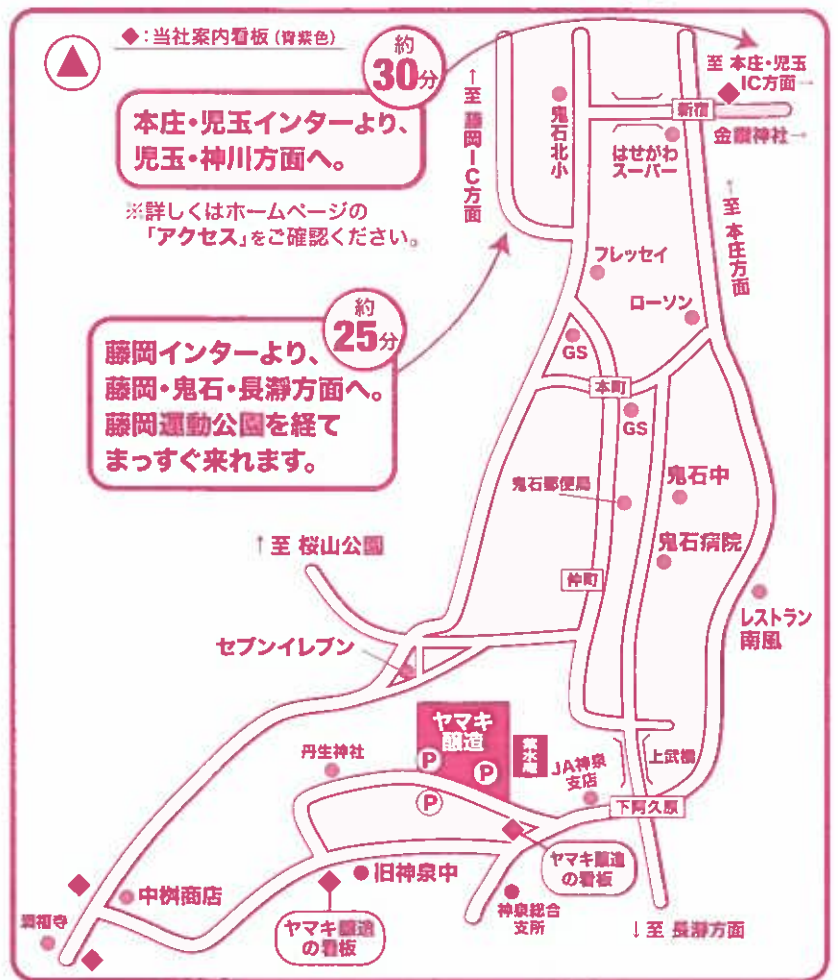 ◆:当社案内看板(青紫色)
約
30分
本庄・児玉インターより、
児玉・神川方面へ。
※詳しくはホームページの
「アクセス」をご確認ください。
約
25分
藤岡インターより、
藤岡・鬼石・長瀞方面へ。
藤岡運動公園を経て
まっすぐ来れます。
↑至 藤岡IC方面
鬼石北小
至 本庄・児玉
IC方面→
新宿
金鑚神社→
はせがわ
スーパー
↑至 本庄方面
フレッセイ
ローソン
GS
本町
GS
鬼石郵便局
鬼石中
鬼石病院
↑至 桜山公園
仲町
レストラン
南風
セブンイレブン
ヤマキ
醸造
P
P
P
丹生神社
JA神泉
支店
上武橋
下阿久原
ヤマキ醸造
の看板
旧神泉中
中桝商店
ヤマキ醸造
の看板
神泉総合
支所
↓至 長瀞方面